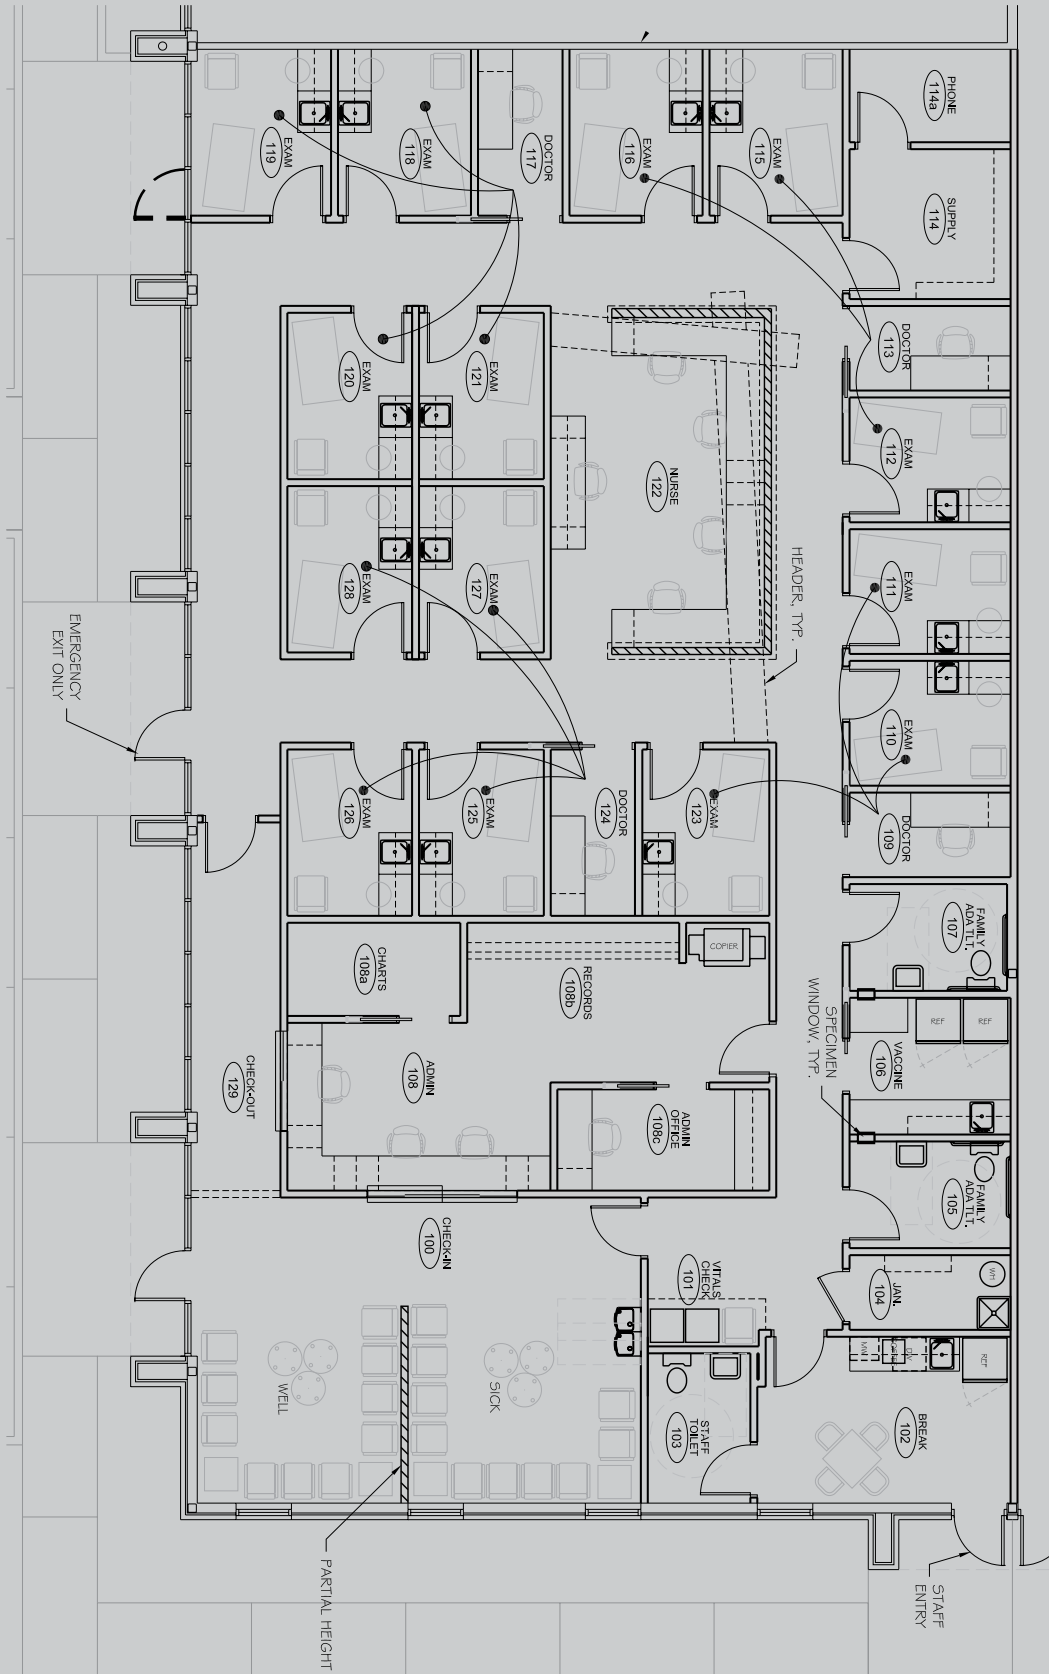 PHONE
114a
SUPPLY
114
DOCTOR
113
EXAM
112
EXAM
111
EXAM
110
DOCTOR
109
FAMILY
ADA TLT.
107
REF
REF
VACCINE
106
FAMILY
ADA TLT.
105
JAN.
104
WH
REF
MW
BREAK
102
STAFF
ENTRY
EXAM
115
EXAM
116
DOCTOR
117
EXAM
118
EXAM
119
HEADER, TYP.
NURSE
122
EXAM
121
EXAM
120
EXAM
127
EXAM
128
EXAM
123
DOCTOR
124
EXAM
125
EXAM
126
EMERGENCY
EXIT ONLY
SPECIMEN
WINDOW, TYP.
COPIER
RECORDS
108b
CHARTS
108a
ADMIN
108
ADMIN
OFFICE
108c
CHECK-OUT
129
CHECK-IN
100
VITALS
CHECK
101
STAFF
TOILET
103
SICK
WELL
PARTIAL HEIGHT